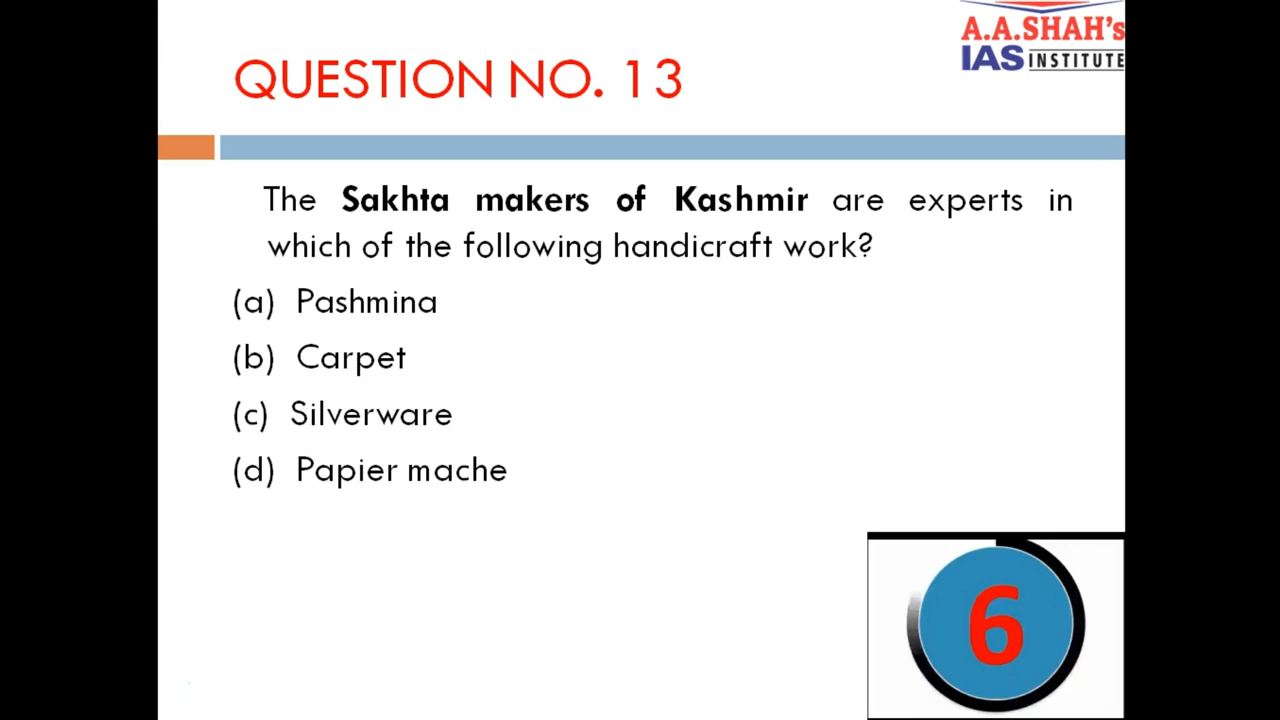 A.A.SHAH's
IAS INSTITUTE
QUESTION NO. 13
The Sakhta makers of Kashmir are experts in
which of the following handicraft work?
(a) Pashmina
(b) Carpet
(c) Silverware
(d) Papier mache
6